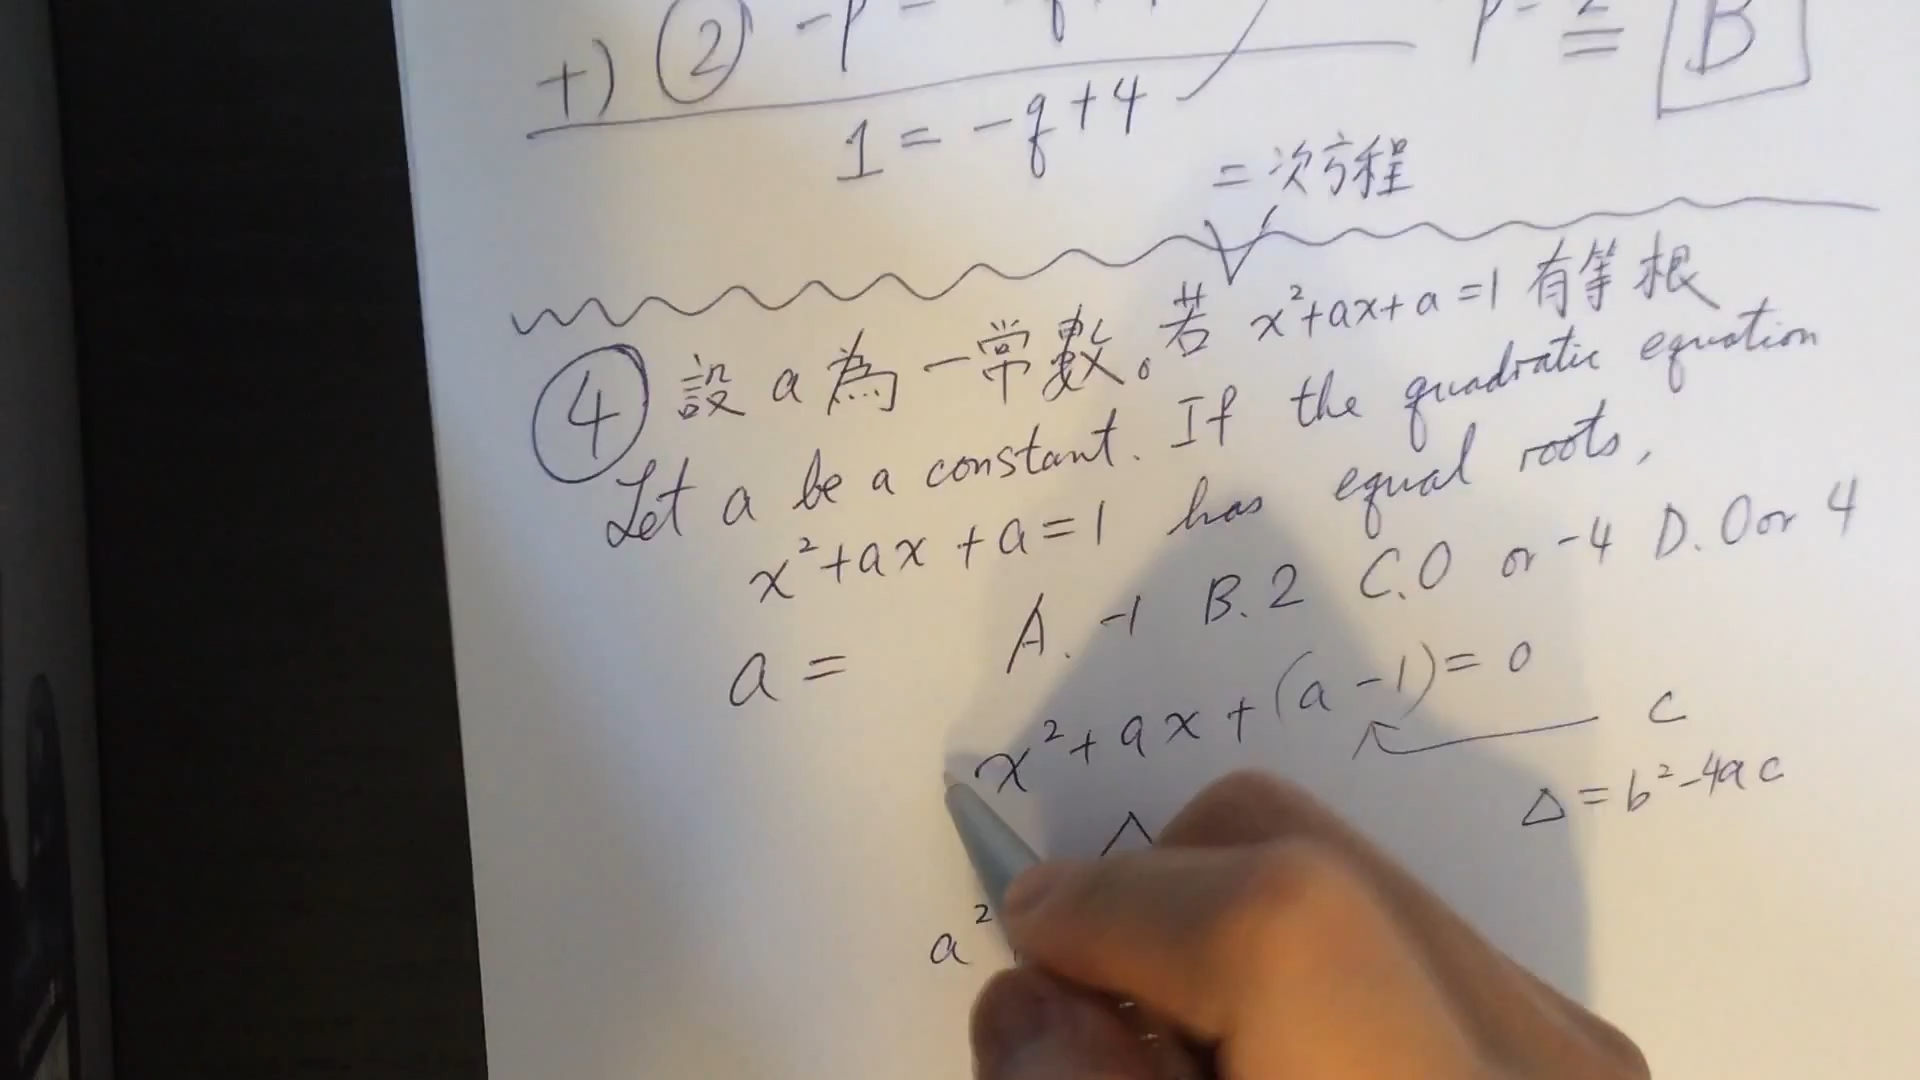 +) ② -p = -q
p = 2 B
1 = -q + 4
二次方程
④ 設 a 為一常數。若 x²+ax+a=1 有等根
Let a be a constant. If the quadratic equation
x²+ax+a=1 has equal roots,
a = A. -1 B. 2 C. 0 or -4 D. 0 or 4
x²+ax+(a-1)=0
c
Δ=b²-4ac
Δ
a²